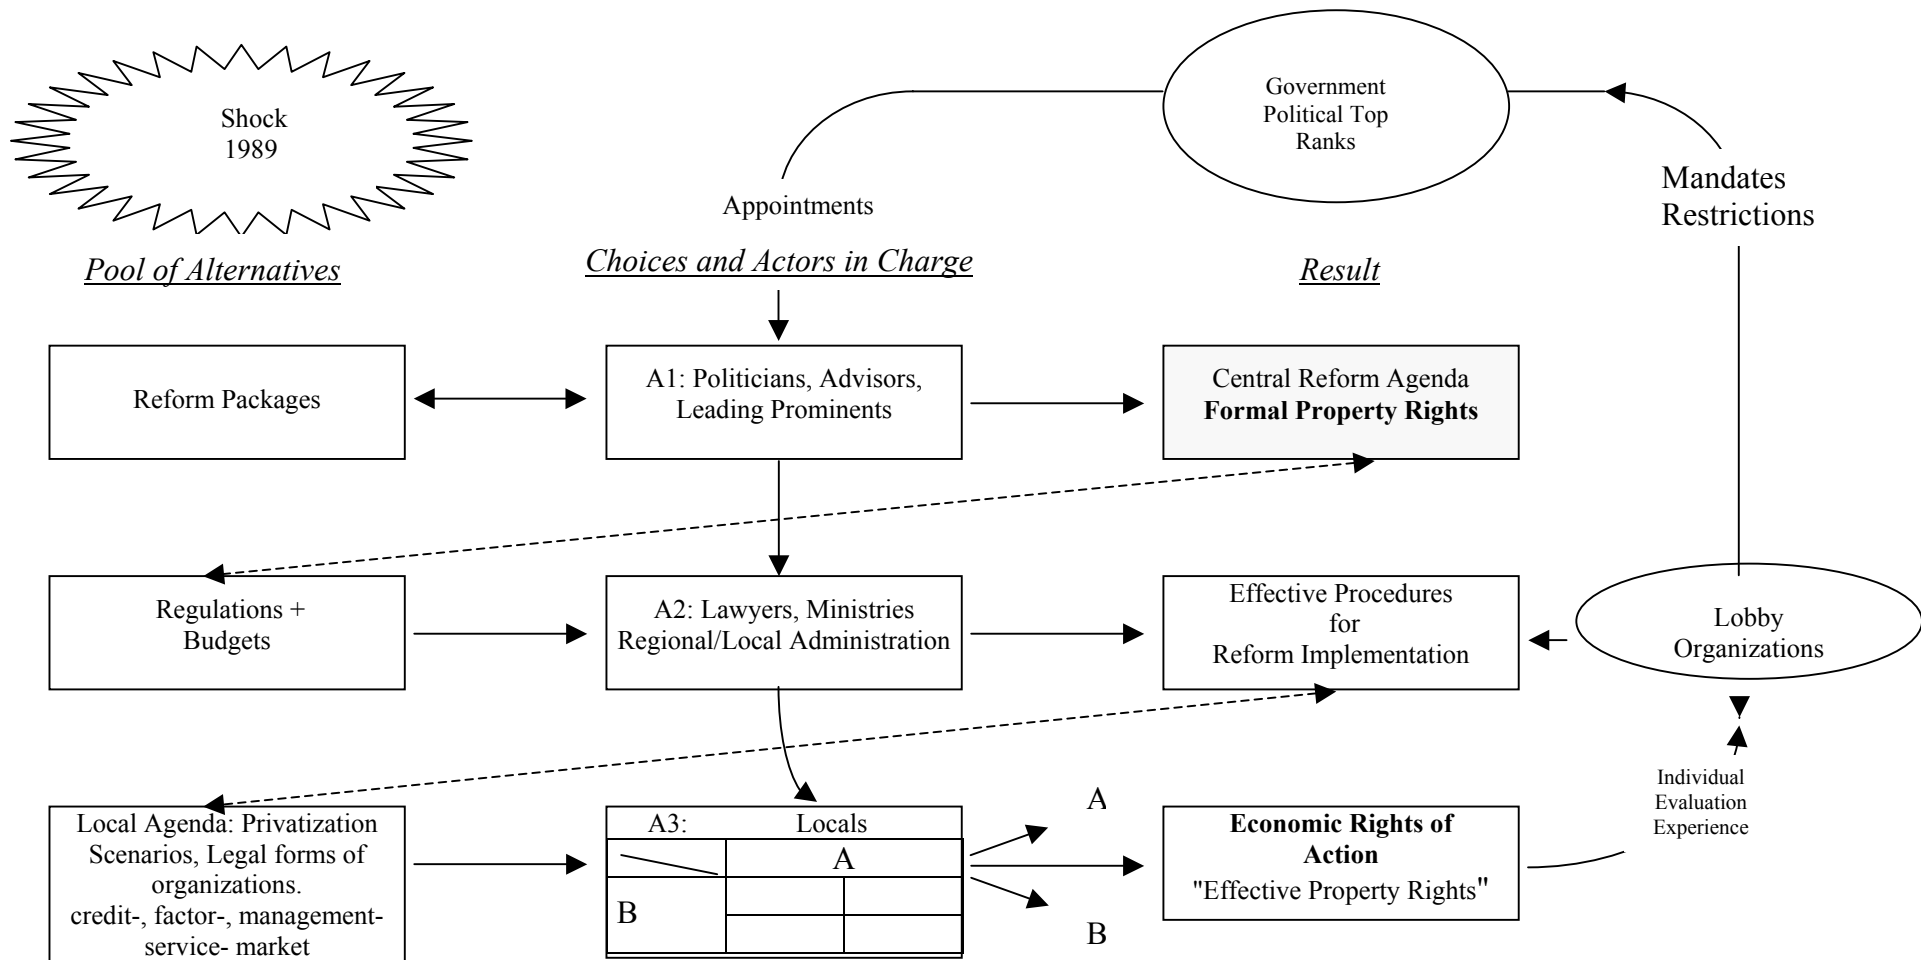 Shock
1989
Government
Political Top
Ranks
Appointments
Mandates
Restrictions
Pool of Alternatives
Choices and Actors in Charge
Result
Reform Packages
A1: Politicians, Advisors,
Leading Prominents
Central Reform Agenda
Formal Property Rights
Regulations +
Budgets
A2: Lawyers, Ministries
Regional/Local Administration
Effective Procedures
for
Reform Implementation
Lobby
Organizations
Individual
Evaluation
Experience
Local Agenda: Privatization
Scenarios, Legal forms of
organizations.
credit-, factor-, management-
service- market
A3: Locals
A
B
A
B
Economic Rights of
Action
"Effective Property Rights"